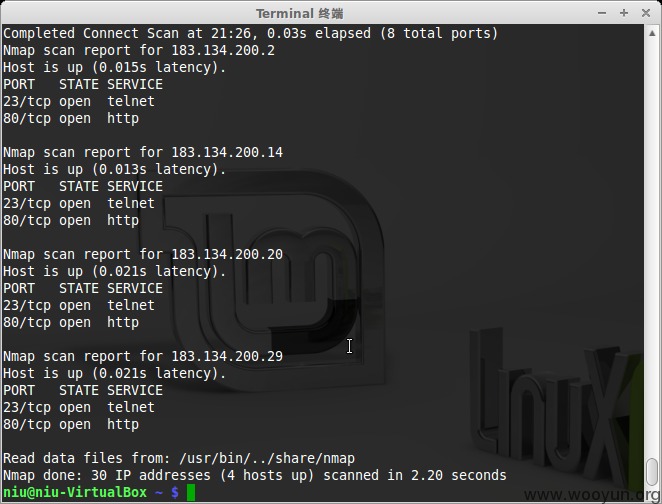 Terminal 终端
Completed Connect Scan at 21:26, 0.03s elapsed (8 total ports)
Nmap scan report for 183.134.200.2
Host is up (0.015s latency).
PORT   STATE SERVICE
23/tcp open  telnet
80/tcp open  http

Nmap scan report for 183.134.200.14
Host is up (0.013s latency).
PORT   STATE SERVICE
23/tcp open  telnet
80/tcp open  http

Nmap scan report for 183.134.200.20
Host is up (0.021s latency).
PORT   STATE SERVICE
23/tcp open  telnet
80/tcp open  http

Nmap scan report for 183.134.200.29
Host is up (0.021s latency).
PORT   STATE SERVICE
23/tcp open  telnet
80/tcp open  http

Read data files from: /usr/bin/../share/nmap
Nmap done: 30 IP addresses (4 hosts up) scanned in 2.20 seconds
niu@niu-VirtualBox ~ $
Linux
www.wooyun.org